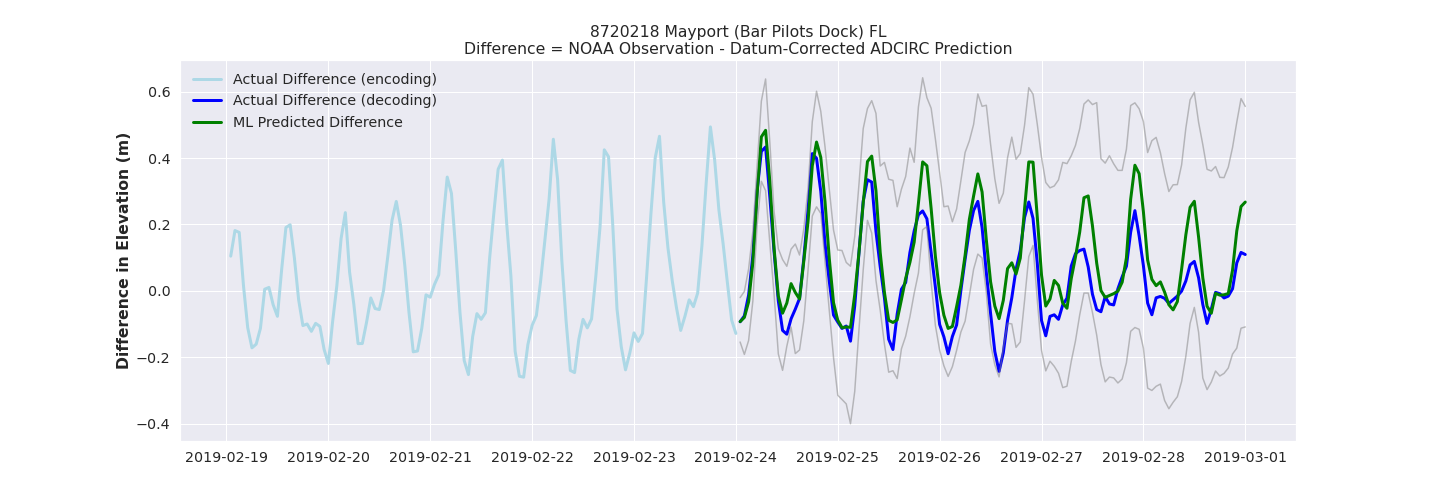 8720218 Mayport (Bar Pilots Dock) FL
Difference = NOAA Observation - Datum-Corrected ADCIRC Prediction
Actual Difference (encoding)
Actual Difference (decoding)
ML Predicted Difference
Difference in Elevation (m)
0.6
0.4
0.2
0.0
−0.2
−0.4
2019-02-19 2019-02-20 2019-02-21 2019-02-22 2019-02-23 2019-02-24 2019-02-25 2019-02-26 2019-02-27 2019-02-28 2019-03-01